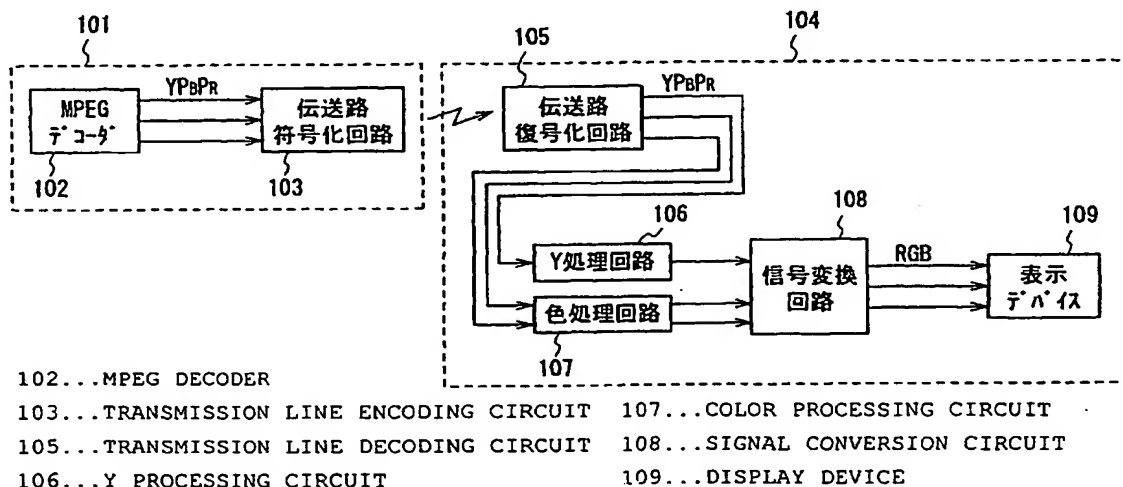 101
104
105
YPBPR
YPBPR
MPEG
デコーダ
伝送路
符号化回路
伝送路
復号化回路
102
103
106
108
109
Y処理回路
信号変換
回路
RGB
表示
デバイス
色処理回路
107
102...MPEG DECODER
103...TRANSMISSION LINE ENCODING CIRCUIT
107...COLOR PROCESSING CIRCUIT
105...TRANSMISSION LINE DECODING CIRCUIT
108...SIGNAL CONVERSION CIRCUIT
106...Y PROCESSING CIRCUIT
109...DISPLAY DEVICE